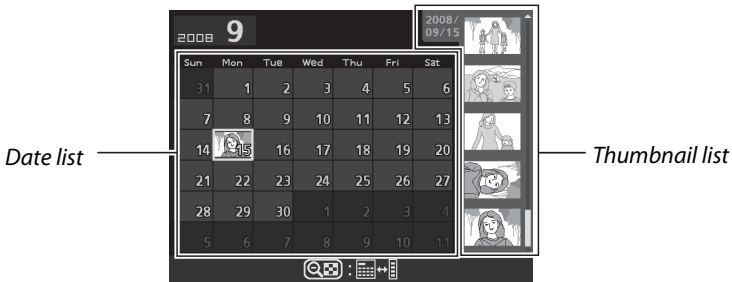 2008 9
2008/
09/15
Sun Mon Tue Wed Thu Fri Sat
31 1 2 3 4 5 6
7 8 9 10 11 12 13
14 15 16 17 18 19 20
21 22 23 24 25 26 27
28 29 30 1 2 3 4
5 6 7 8 9 10 11
Date list
Thumbnail list
: